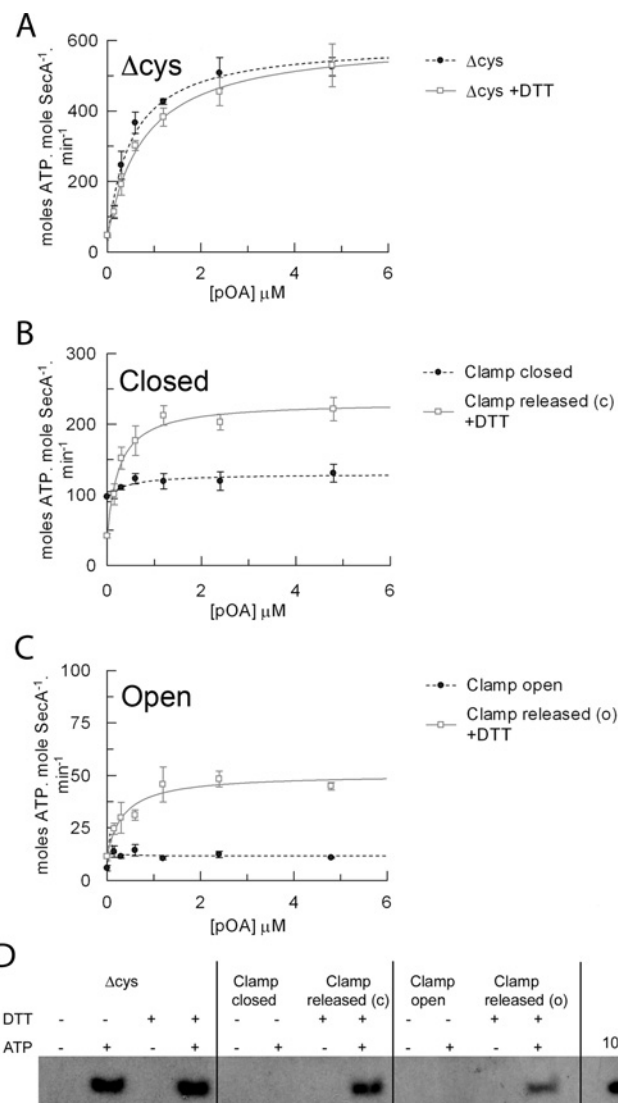 A
600
400
200
0
moles ATP. mole SecA⁻¹.
min⁻¹
Δcys
0 2 4 6
[pOA] μM
Δcys
Δcys +DTT
B
300
200
100
0
moles ATP. mole SecA⁻¹.
min⁻¹
Closed
0 2 4 6
[pOA] μM
Clamp closed
Clamp released (c)
+DTT
C
100
75
50
25
0
moles ATP. mole SecA⁻¹.
min⁻¹
Open
0 2 4 6
[pOA] μM
Clamp open
Clamp released (o)
+DTT
D
Δcys Clamp closed Clamp released (c) Clamp open Clamp released (o)
DTT - - + + - - + + - - + +
ATP - + - + - + - + - + - + 10